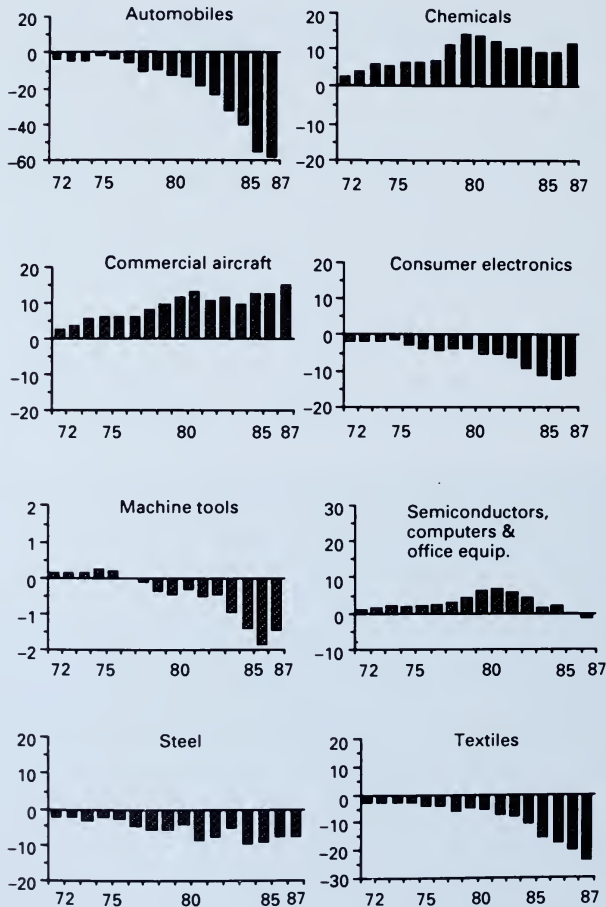 Automobiles
20
0
−20
−40
−60
72 75 80 85 87
Chemicals
20
10
0
−10
−20
72 75 80 85 87
Commercial aircraft
20
10
0
−10
−20
72 75 80 85 87
Consumer electronics
20
10
0
−10
−20
72 75 80 85 87
Machine tools
2
1
0
−1
−2
72 75 80 85 87
Semiconductors,
computers &
office equip.
30
20
10
0
−10
72 75 80 85 87
Steel
20
10
0
−10
−20
72 75 80 85 87
Textiles
20
10
0
−10
−20
−30
72 75 80 85 87